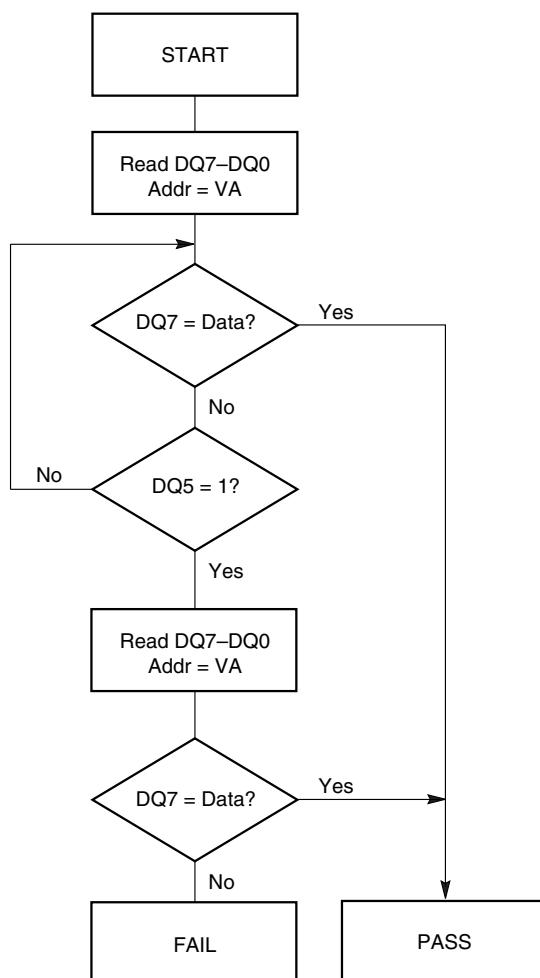 START
Read DQ7–DQ0
Addr = VA
DQ7 = Data?
Yes
No
No
DQ5 = 1?
Yes
Read DQ7–DQ0
Addr = VA
DQ7 = Data?
Yes
No
FAIL
PASS